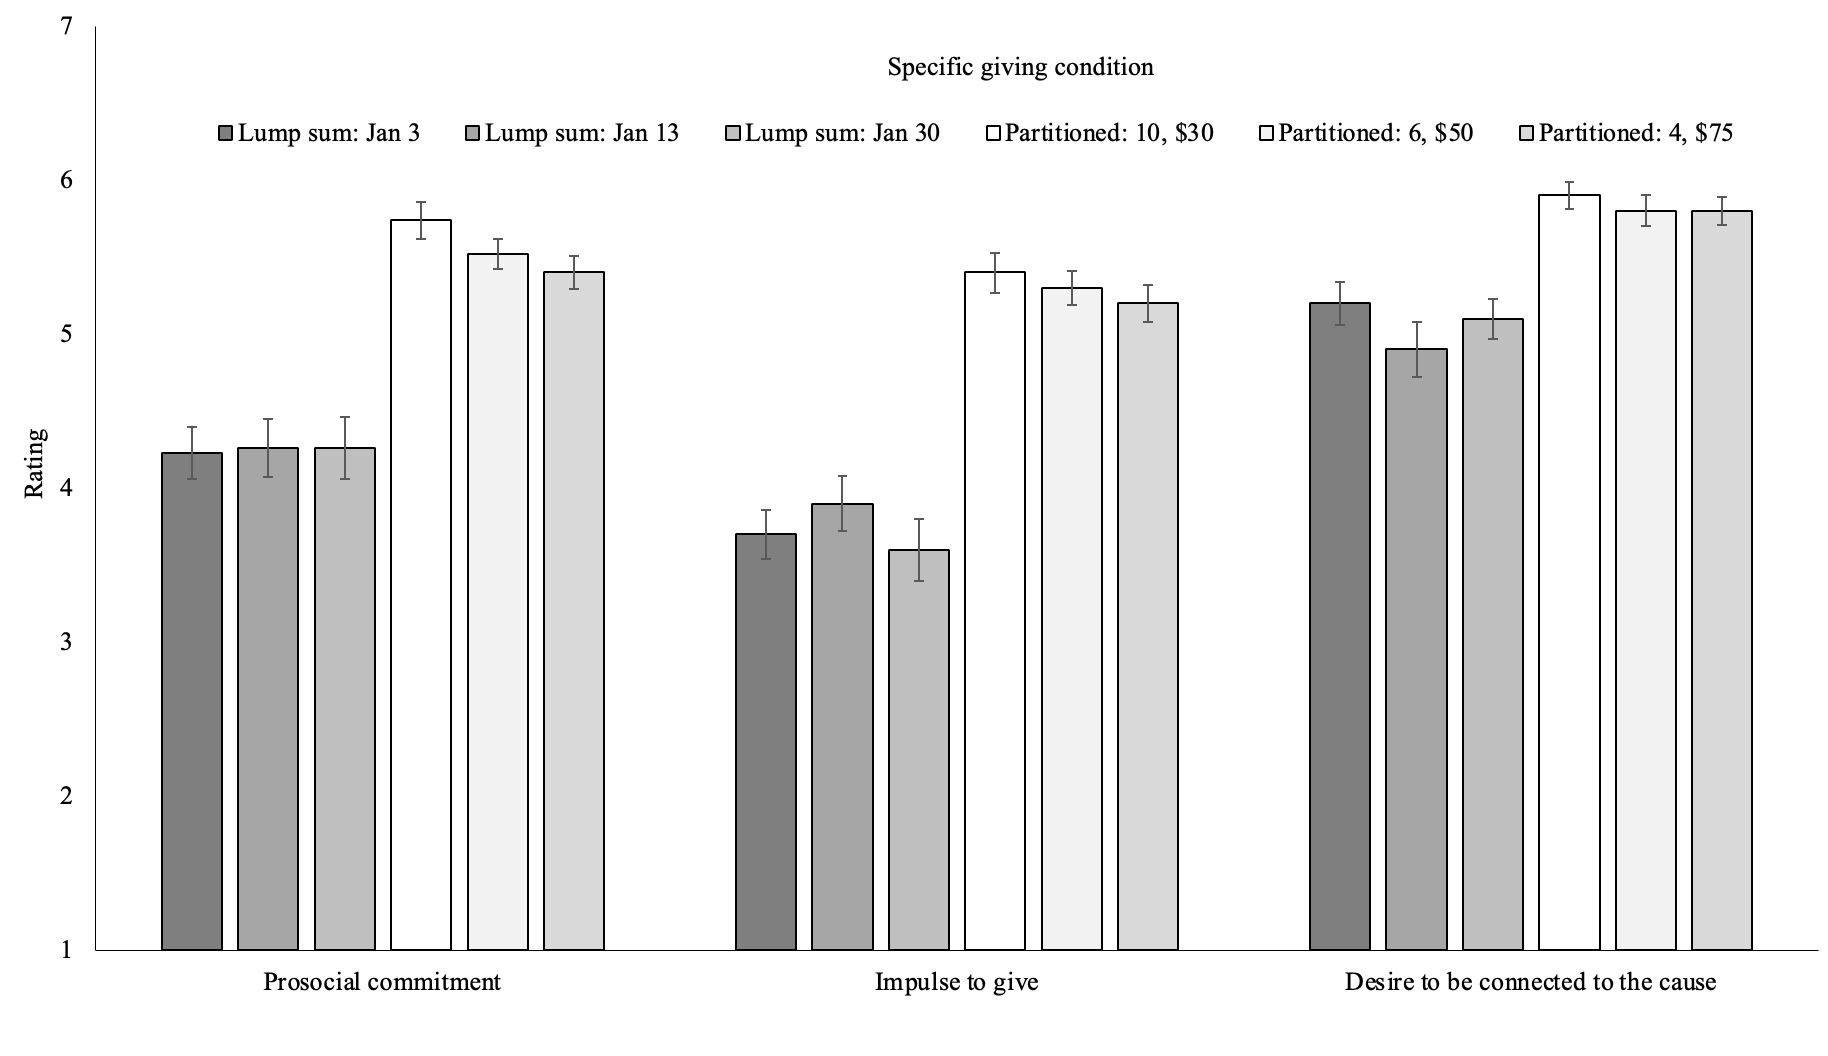 Specific giving condition
Lump sum: Jan 3 Lump sum: Jan 13 Lump sum: Jan 30 Partitioned: 10, $30 Partitioned: 6, $50 Partitioned: 4, $75
7
6
5
4
3
2
1
Rating
Prosocial commitment Impulse to give Desire to be connected to the cause